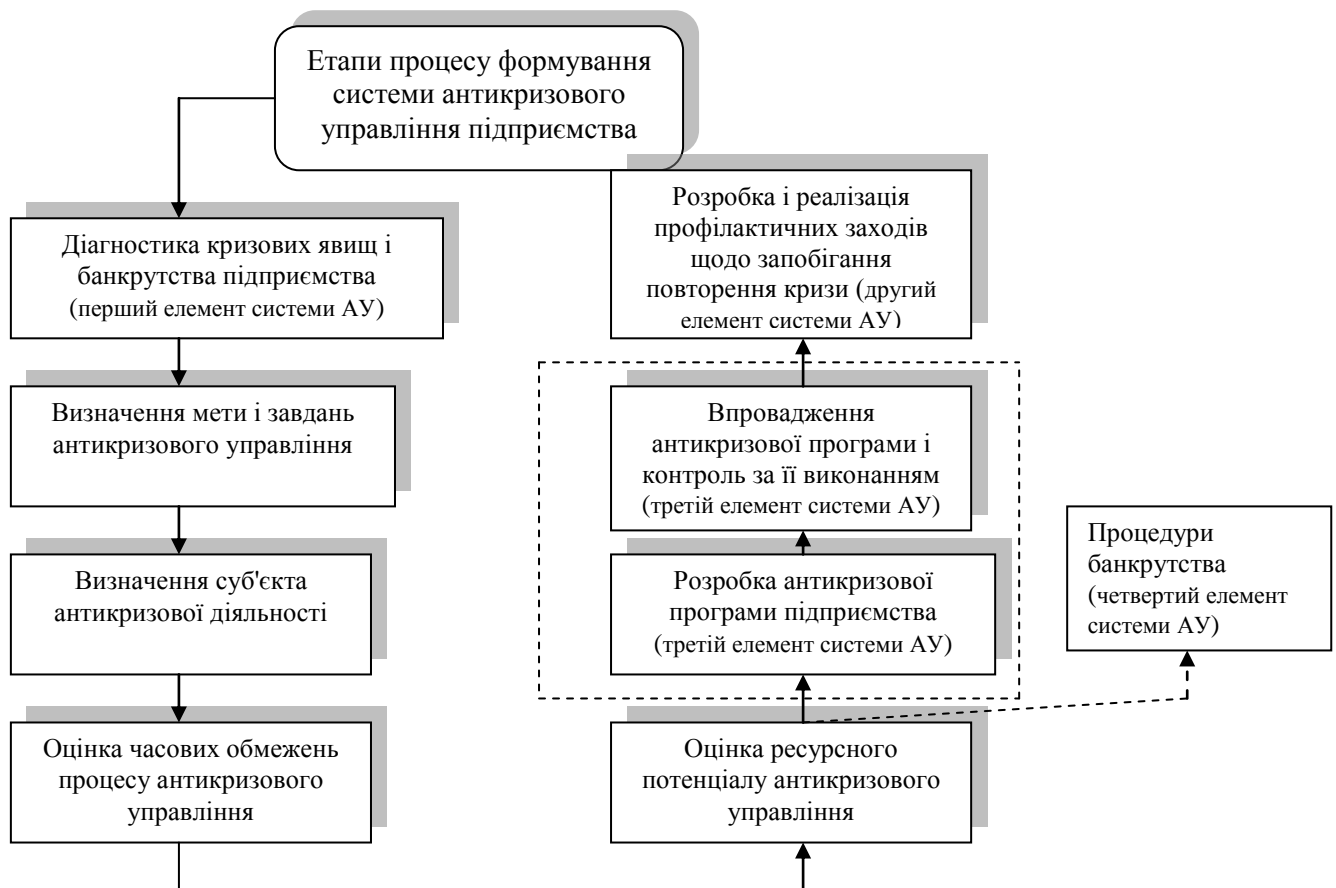 Етапи процесу формування
системи антикризового
управління підприємства
Діагностика кризових явищ і
банкрутства підприємства
(перший елемент системи АУ)
Визначення мети і завдань
антикризового управління
Визначення суб'єкта
антикризової діяльності
Оцінка часових обмежень
процесу антикризового
управління
Розробка і реалізація
профілактичних заходів
щодо запобігання
повторення кризи (другий
елемент системи АУ)
Впровадження
антикризової програми і
контроль за її виконанням
(третій елемент системи АУ)
Розробка антикризової
програми підприємства
(третій елемент системи АУ)
Оцінка ресурсного
потенціалу антикризового
управління
Процедури
банкрутства
(четвертий елемент
системи АУ)